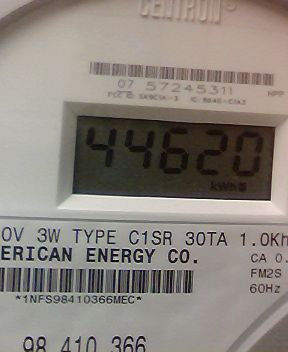 CENTRON®
07 57245311
44620
kWh
0V 3W TYPE C1SR 30TA 1.0Kh
ERICAN ENERGY CO.
CA 0.
FM2S
60Hz
*1NFS98410366MEC*
98 410 366